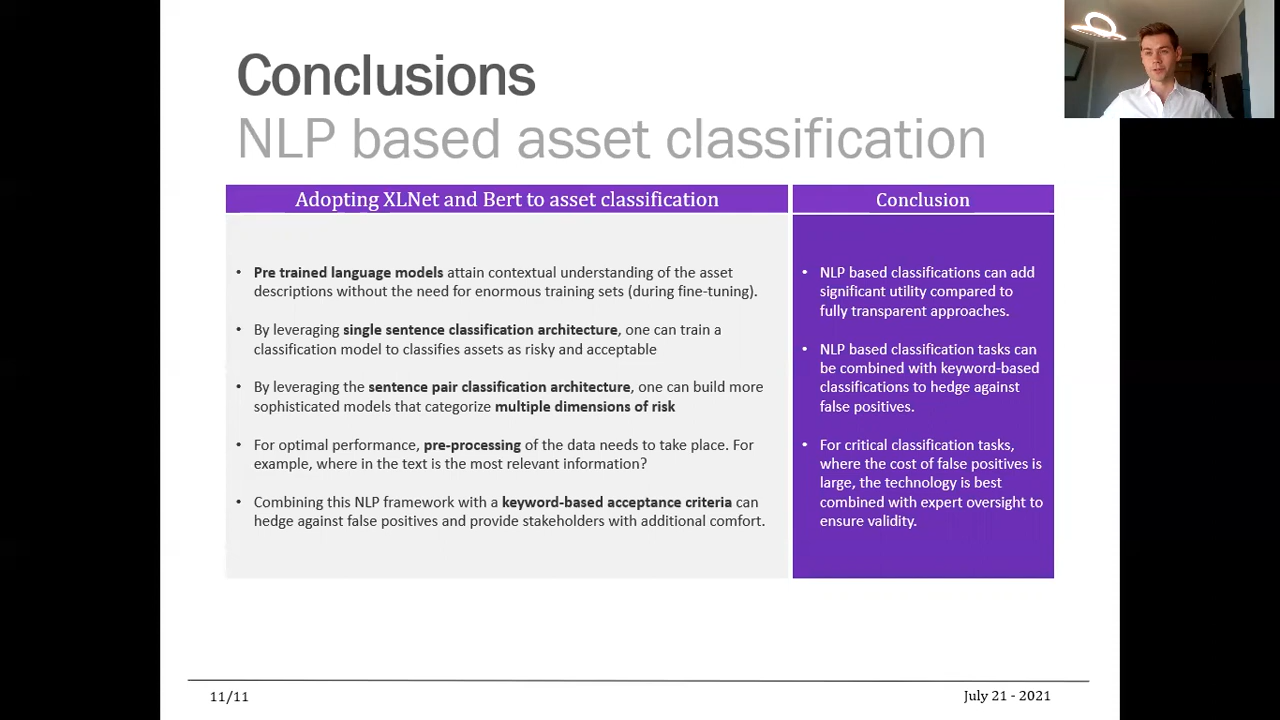 Conclusions
NLP based asset classification
Adopting XLNet and Bert to asset classification
• Pre trained language models attain contextual understanding of the asset
descriptions without the need for enormous training sets (during fine-tuning).
• By leveraging single sentence classification architecture, one can train a
classification model to classifies assets as risky and acceptable
• By leveraging the sentence pair classification architecture, one can build more
sophisticated models that categorize multiple dimensions of risk
• For optimal performance, pre-processing of the data needs to take place. For
example, where in the text is the most relevant information?
• Combining this NLP framework with a keyword-based acceptance criteria can
hedge against false positives and provide stakeholders with additional comfort.
Conclusion
• NLP based classifications can add
significant utility compared to
fully transparent approaches.
• NLP based classification tasks can
be combined with keyword-based
classifications to hedge against
false positives.
• For critical classification tasks,
where the cost of false positives is
large, the technology is best
combined with expert oversight to
ensure validity.
11/11
July 21 - 2021